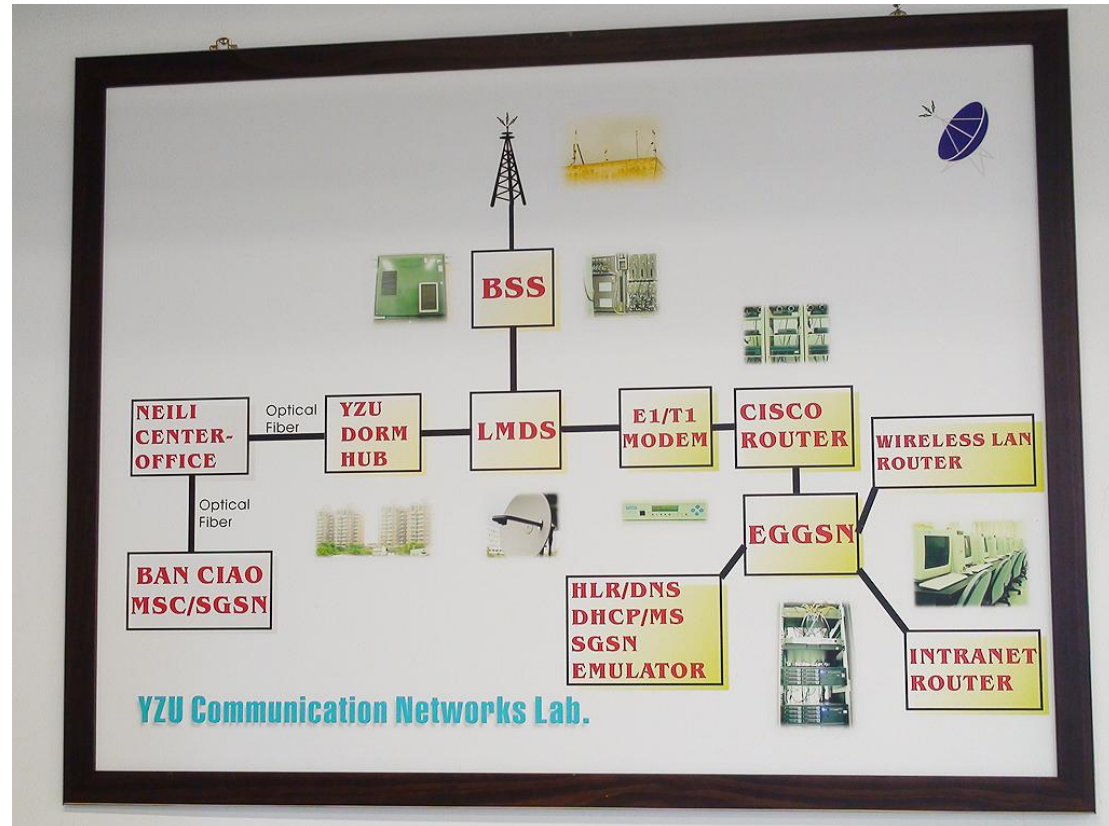 BSS
NEILI
CENTER-
OFFICE
Optical
Fiber
YZU
DORM
HUB
LMDS
E1/T1
MODEM
CISCO
ROUTER
WIRELESS LAN
ROUTER
Optical
Fiber
EGGSN
BAN CIAO
MSC/SGSN
HLR/DNS
DHCP/MS
SGSN
EMULATOR
INTRANET
ROUTER
YZU Communication Networks Lab.